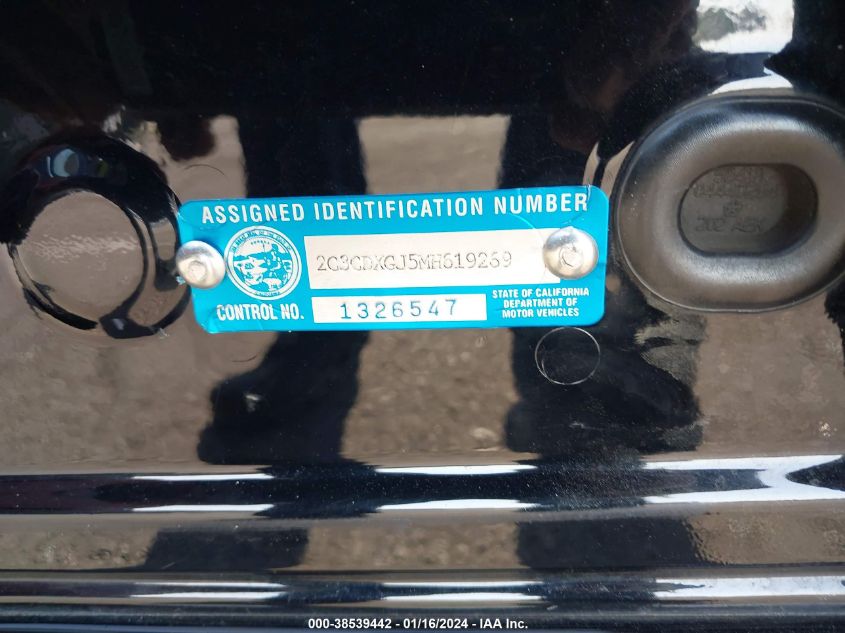 ASSIGNED IDENTIFICATION NUMBER
2C3CDXGJ5MH619269
CONTROL NO.
1326547
STATE OF CALIFORNIA
DEPARTMENT OF
MOTOR VEHICLES
000-38539442 - 01/16/2024 - IAA Inc.